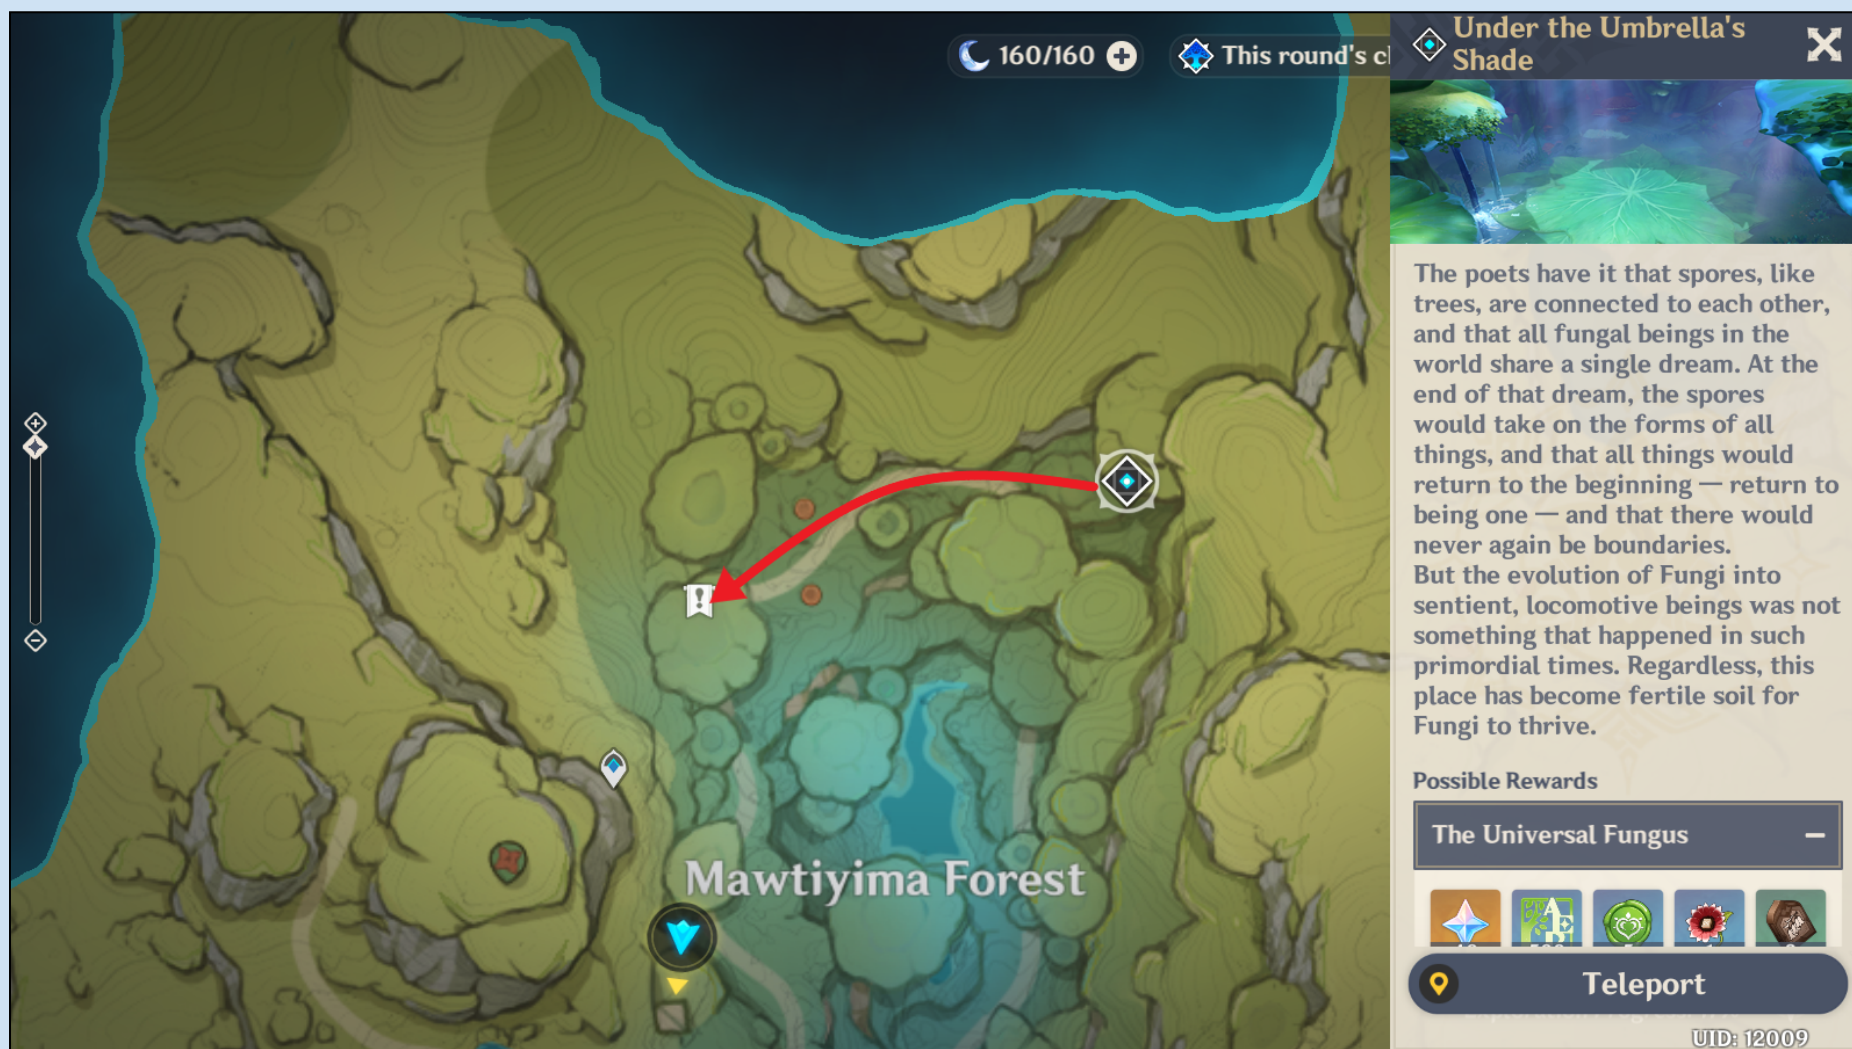 160/160
This round's cl
Under the Umbrella's
Shade
The poets have it that spores, like
trees, are connected to each other,
and that all fungal beings in the
world share a single dream. At the
end of that dream, the spores
would take on the forms of all
things, and that all things would
return to the beginning — return to
being one — and that there would
never again be boundaries.
But the evolution of Fungi into
sentient, locomotive beings was not
something that happened in such
primordial times. Regardless, this
place has become fertile soil for
Fungi to thrive.
Possible Rewards
The Universal Fungus
Mawtiyima Forest
Teleport
UID: 12009